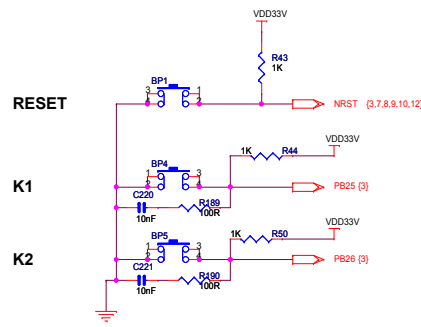 VDD33V
R43
1K
BP1
3 1
4 2
RESET
NRST {3,7,8,9,10,12}
VDD33V
1K R44
BP4
1 3
2 4
K1
PB25 {3}
C220
R189
10nF 100R
VDD33V
1K R50
BP5
1 3
2 4
K2
PB26 {3}
C221
R190
10nF 100R